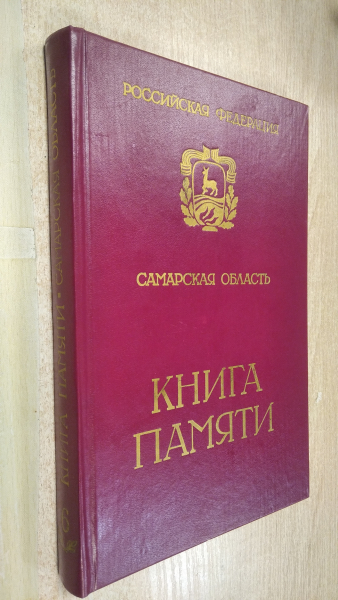 РОССИЙСКАЯ ФЕДЕРАЦИЯ
САМАРСКАЯ ОБЛАСТЬ
КНИГА
ПАМЯТИ
КНИГА ПАМЯТИ • САМАРСКАЯ ОБЛАСТЬ